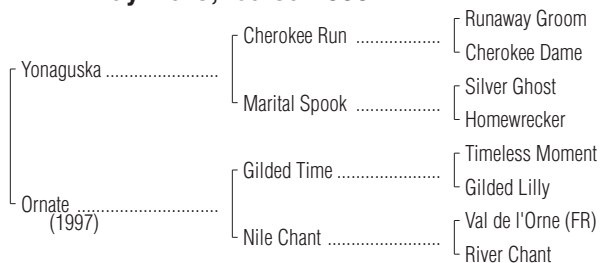 Runaway Groom
Cherokee Run ...................
Cherokee Dame
Yonaguska .........................
Silver Ghost
Marital Spook ...................
Homewrecker
Timeless Moment
Gilded Time .......................
Gilded Lilly
Ornate ................................
(1997)
Val de l'Orne (FR)
Nile Chant .........................
River Chant